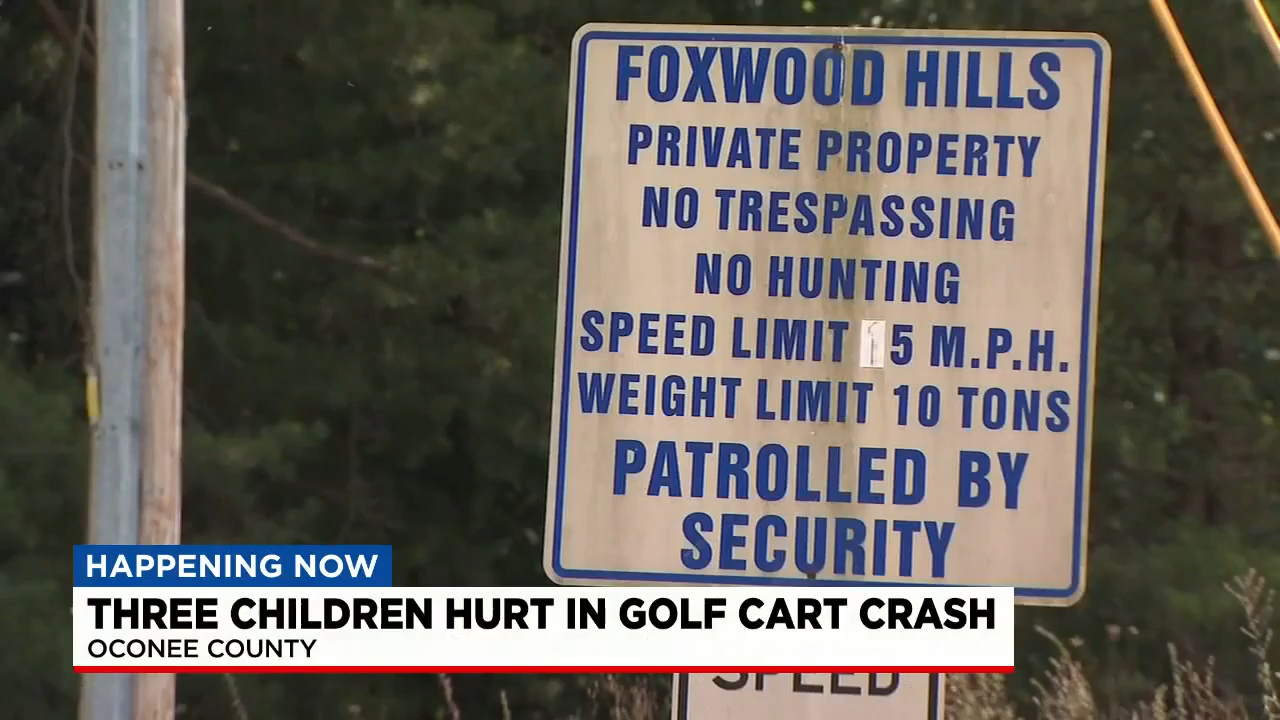 FOXWOOD HILLS
PRIVATE PROPERTY
NO TRESPASSING
NO HUNTING
SPEED LIMIT 5 M.P.H.
WEIGHT LIMIT 10 TONS
PATROLLED BY
SECURITY
HAPPENING NOW
THREE CHILDREN HURT IN GOLF CART CRASH
OCONEE COUNTY
SPEED